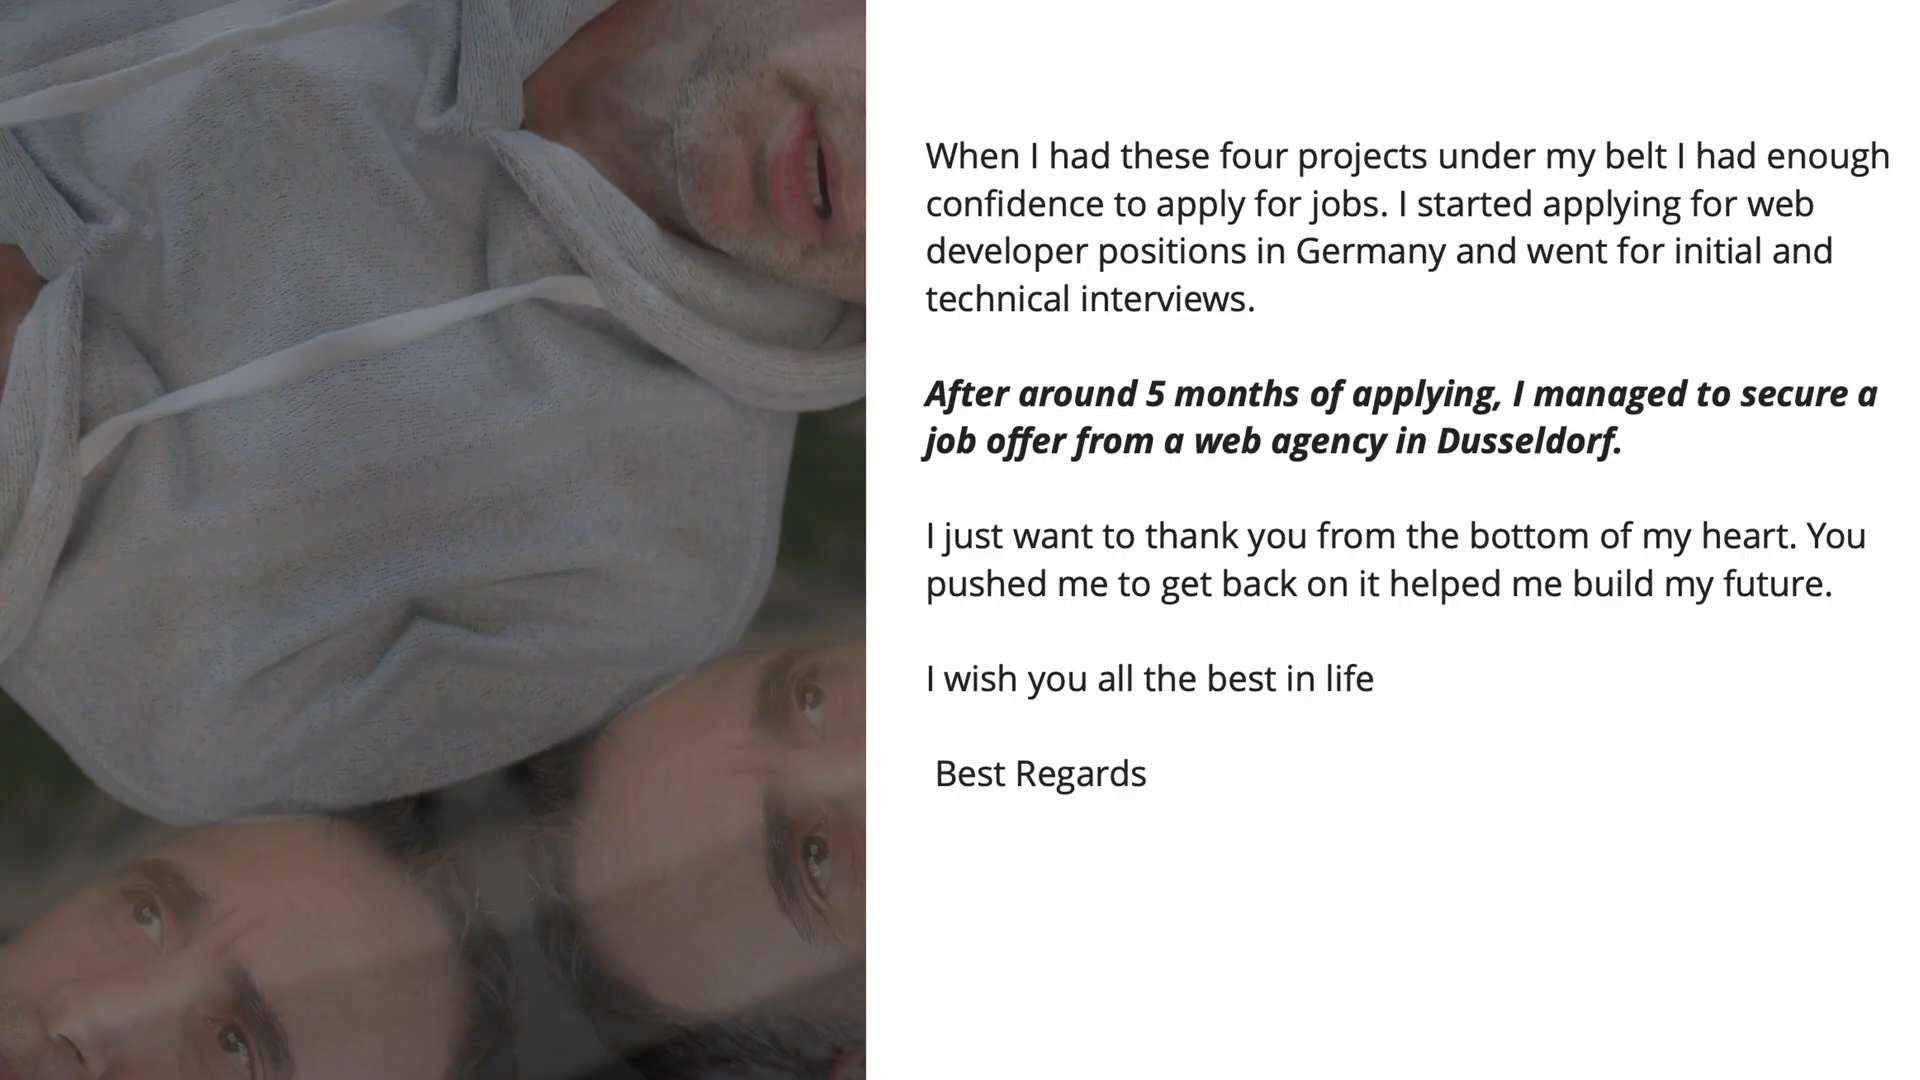 When I had these four projects under my belt I had enough
confidence to apply for jobs. I started applying for web
developer positions in Germany and went for initial and
technical interviews.
After around 5 months of applying, I managed to secure a
job offer from a web agency in Dusseldorf.
I just want to thank you from the bottom of my heart. You
pushed me to get back on it helped me build my future.
I wish you all the best in life
Best Regards